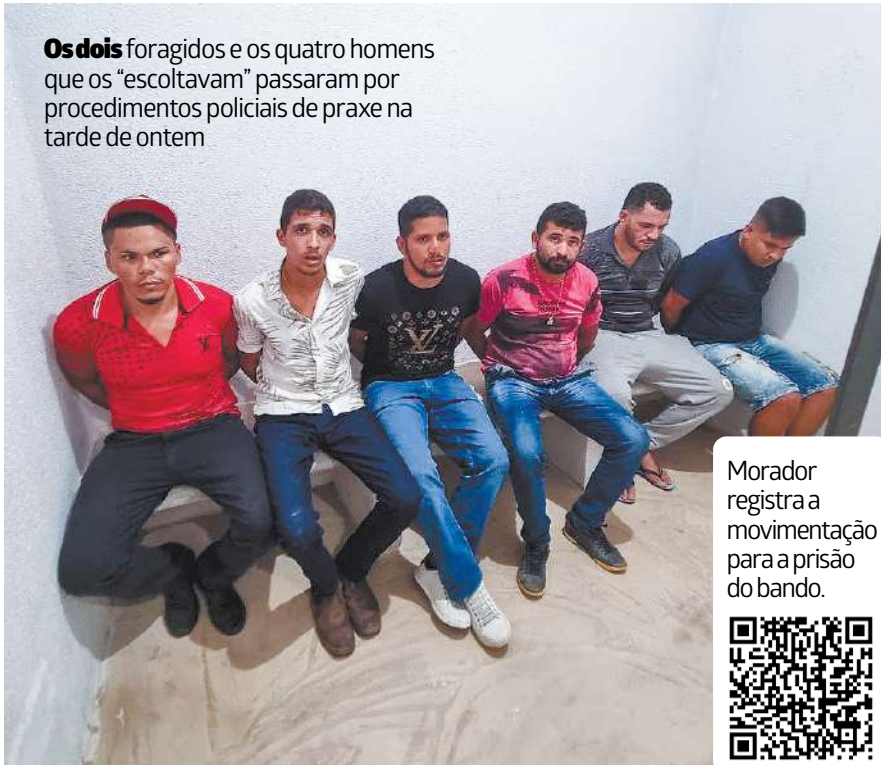 Os dois foragidos e os quatro homens
que os “escoltavam” passaram por
procedimentos policiais de praxe na
tarde de ontem
Morador
registra a
movimentação
para a prisão
do bando.